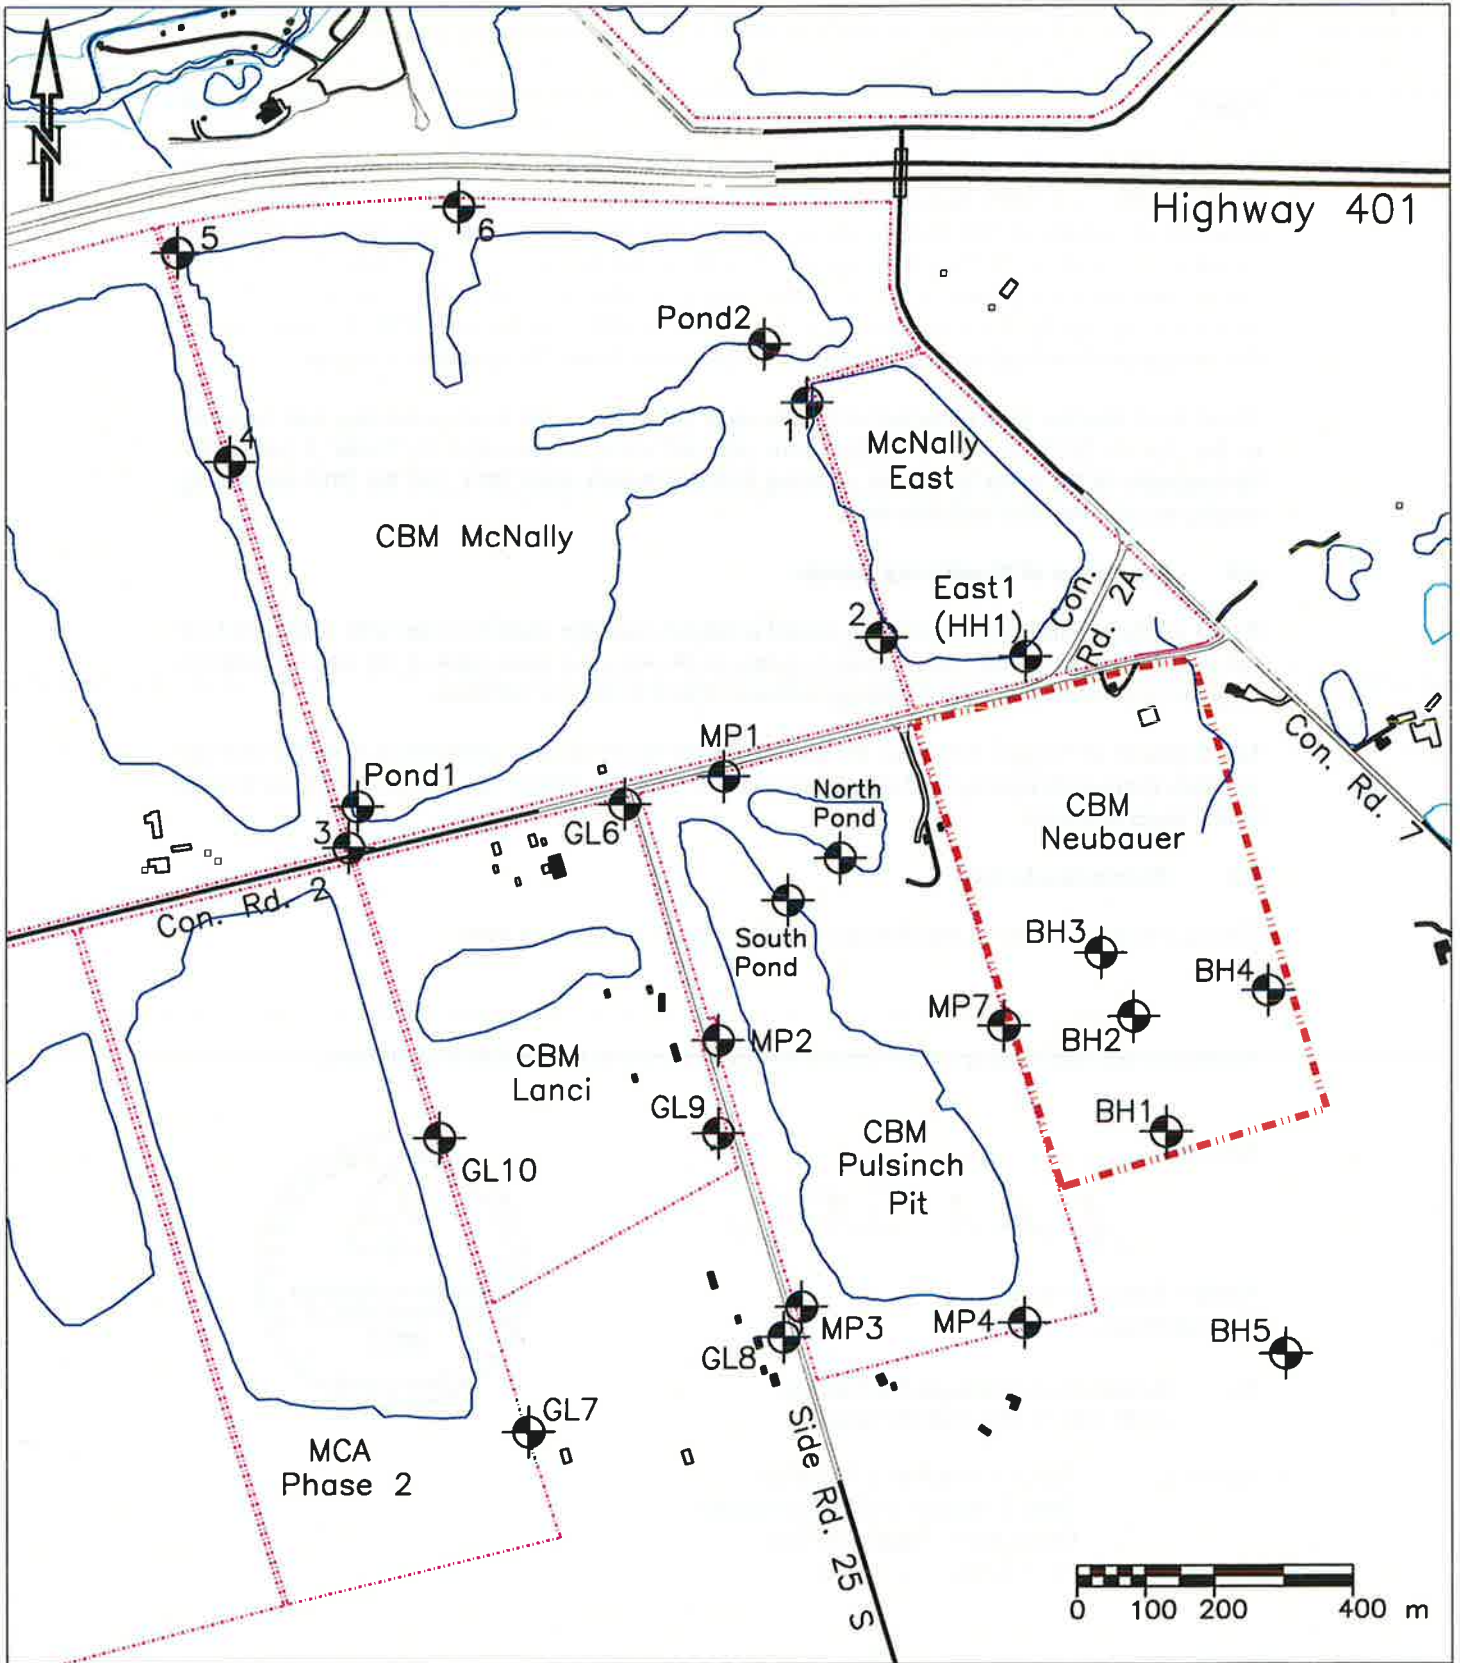 N
Highway 401
5
6
Pond2
1
McNally
East
4
CBM McNally
East1
(HH1)
Con.
Rd. 2A
2
MP1
Pond1
North
Pond
CBM
Neubauer
Con. Rd. 7
GL6
3
Con. Rd. 2
South
Pond
BH3
BH4
MP7
BH2
MP2
CBM
Lanci
GL9
BH1
CBM
Pulsinch
Pit
GL10
MP3
MP4
BH5
GL8
GL7
MCA
Phase 2
Side Rd. 25 S
0 100 200 400 m